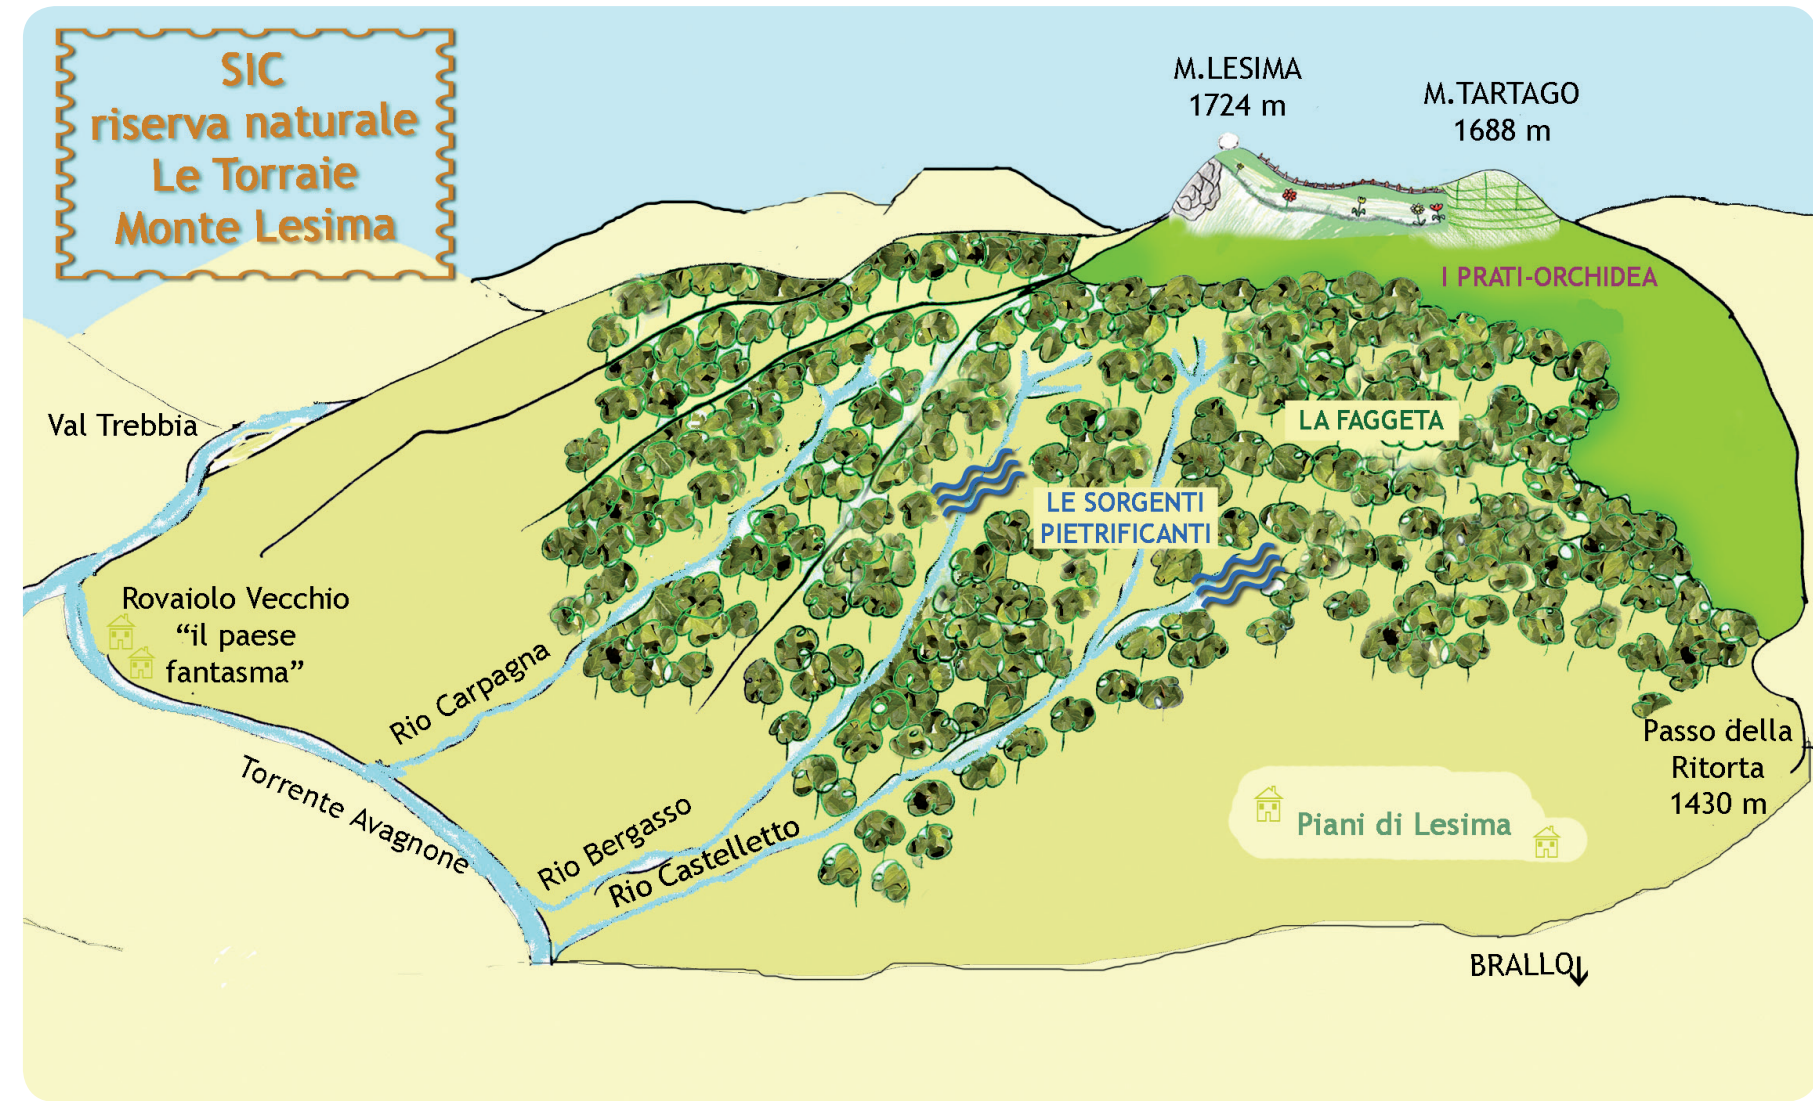 SIC
riserva naturale
Le Torraie
Monte Lesima
M.LESIMA
1724 m
M.TARTAGO
1688 m
I PRATI-ORCHIDEA
Val Trebbia
LA FAGGETA
LE SORGENTI
PIETRIFICANTI
Rovaiolo Vecchio
“il paese
fantasma”
Rio Carpagna
Torrente Avagnone
Rio Bergasso
Rio Castelletto
Passo della
Ritorta
1430 m
Piani di Lesima
BRALLO